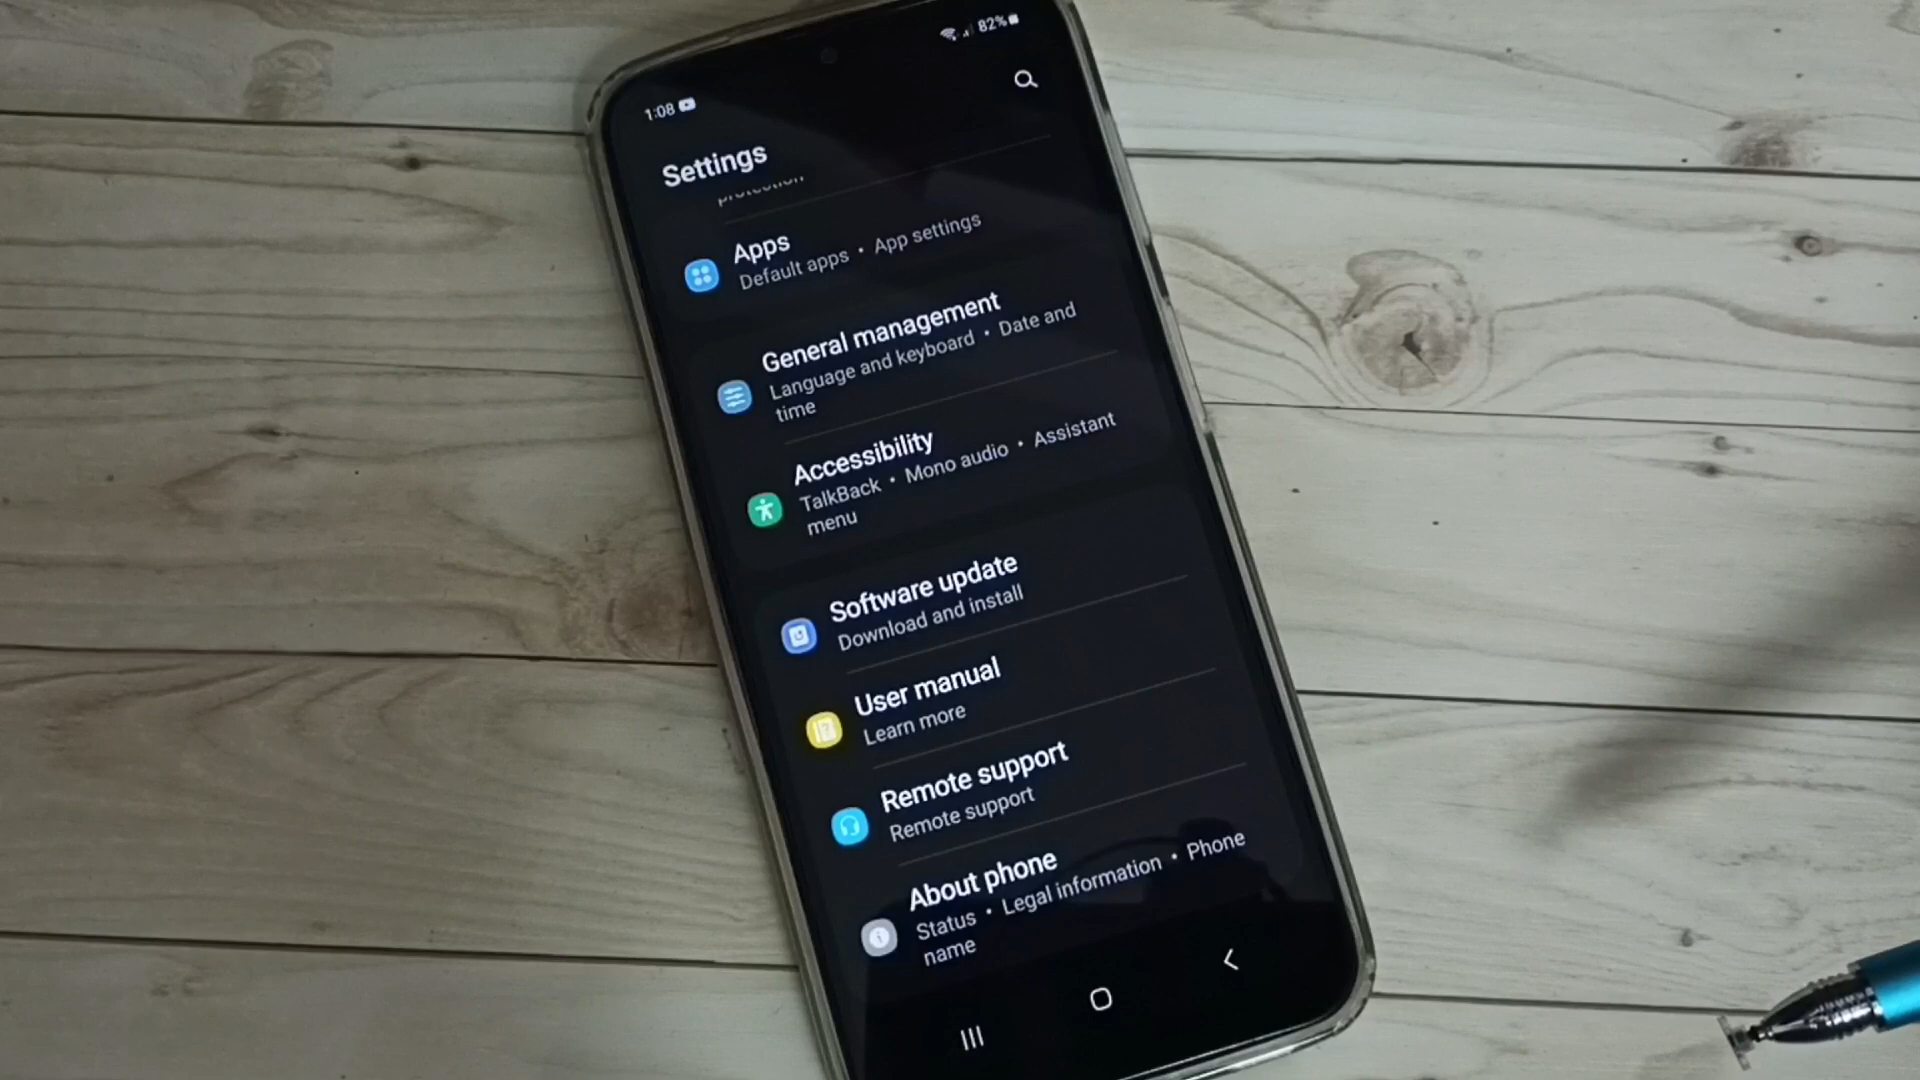 1:08
82%
Settings
protection
Apps
Default apps • App settings
General management
Language and keyboard • Date and
time
Accessibility
TalkBack • Mono audio • Assistant
menu
Software update
Download and install
User manual
Learn more
Remote support
Remote support
About phone
Status • Legal information • Phone
name